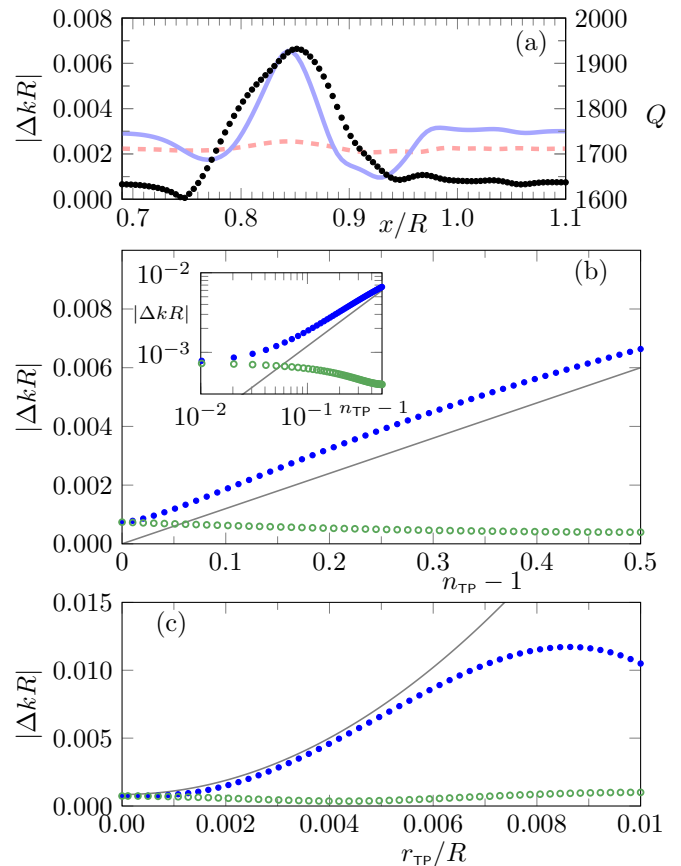 0.008
0.006
0.004
0.002
0.000
|ΔkR|
(a)
2000
1900
1800
1700
1600
Q
0.7 0.8 0.9 1.0 1.1
x/R
(b)
0.008
0.006
0.004
0.002
0.000
|ΔkR|
10⁻²
|ΔkR|
10⁻³
10⁻² 10⁻¹ n_TP − 1
0 0.1 0.2 0.3 0.4 0.5
n_TP − 1
(c)
0.015
0.010
0.005
0.000
|ΔkR|
0.00 0.002 0.004 0.006 0.008 0.01
r_TP/R